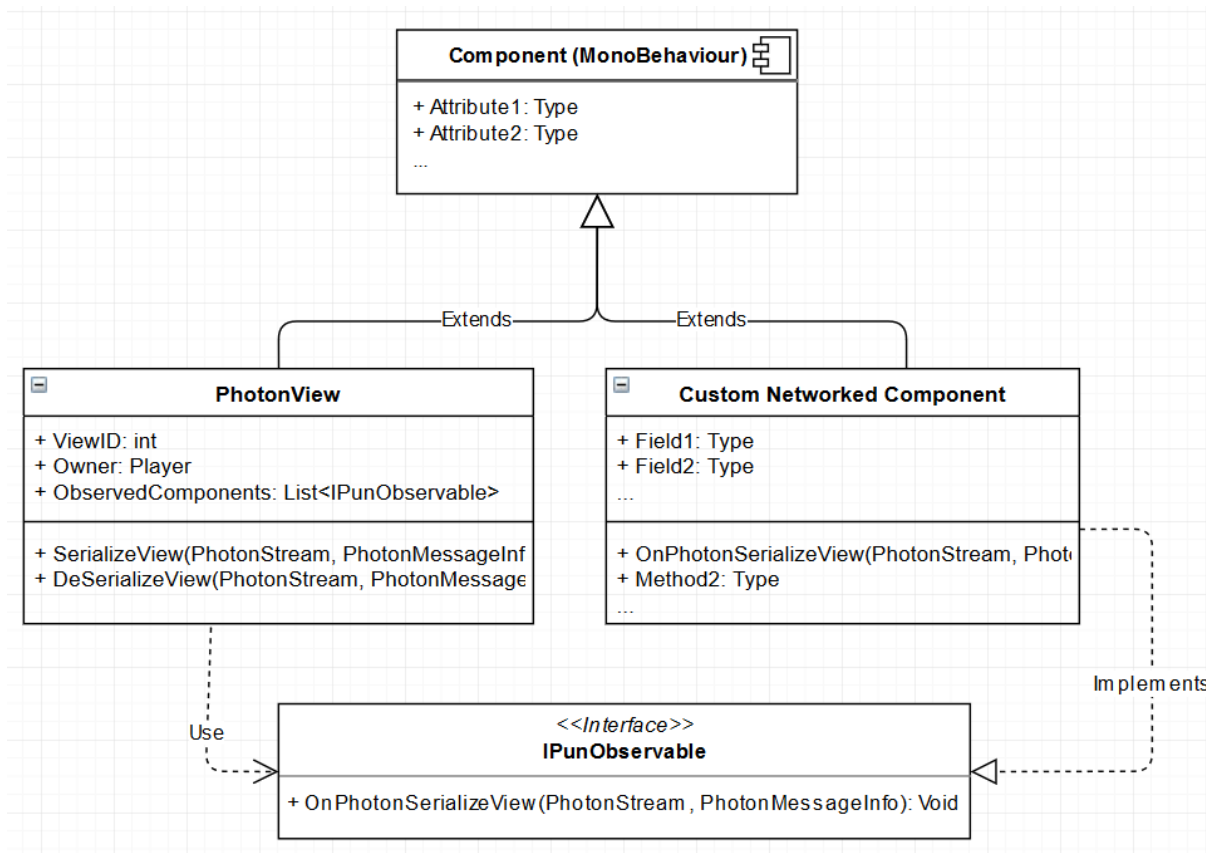 Component (MonoBehaviour)
+ Attribute1: Type
+ Attribute2: Type
...
Extends
Extends
PhotonView
+ ViewID: int
+ Owner: Player
+ ObservedComponents: List<IPunObservable>
+ SerializeView(PhotonStream, PhotonMessageInf
+ DeSerializeView(PhotonStream, PhotonMessage
Custom Networked Component
+ Field1: Type
+ Field2: Type
...
+ OnPhotonSerializeView(PhotonStream, Phot
+ Method2: Type
...
Use
Implements
<<Interface>>
IPunObservable
+ OnPhotonSerializeView(PhotonStream, PhotonMessageInfo): Void